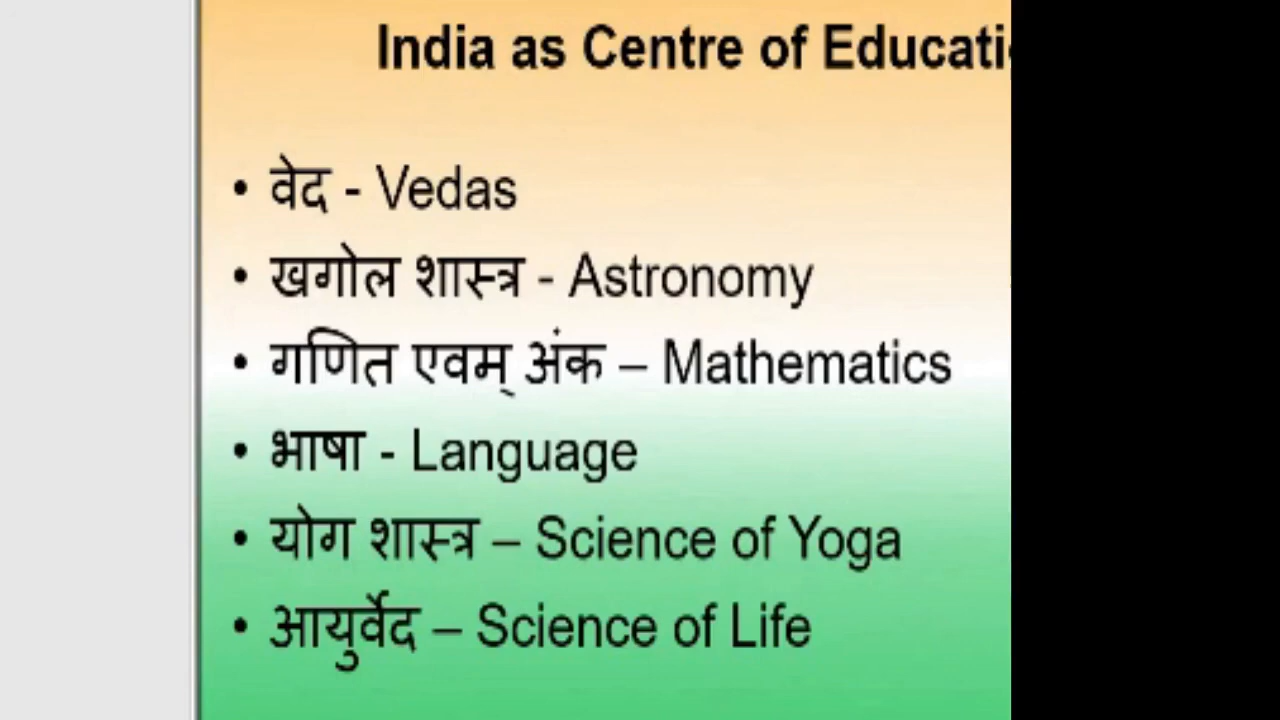 India as Centre of Educati
• वेद - Vedas
• खगोल शास्त्र - Astronomy
• गणित एवम् अंक – Mathematics
• भाषा - Language
• योग शास्त्र – Science of Yoga
• आयुर्वेद – Science of Life